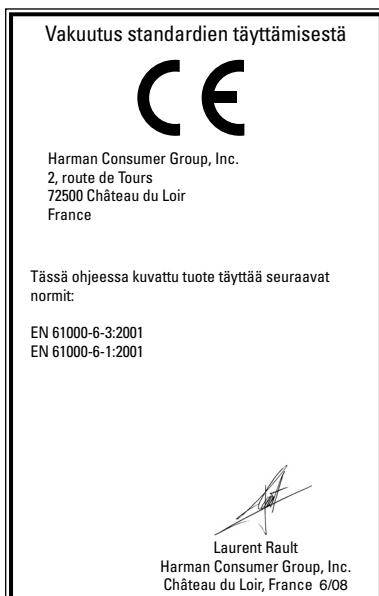 Vakuutus standardien täyttämisestä
CE
Harman Consumer Group, Inc.
2, route de Tours
72500 Château du Loir
France
Tässä ohjeessa kuvattu tuote täyttää seuraavat
normit:
EN 61000-6-3:2001
EN 61000-6-1:2001
Laurent Rault
Harman Consumer Group, Inc.
Château du Loir, France 6/08